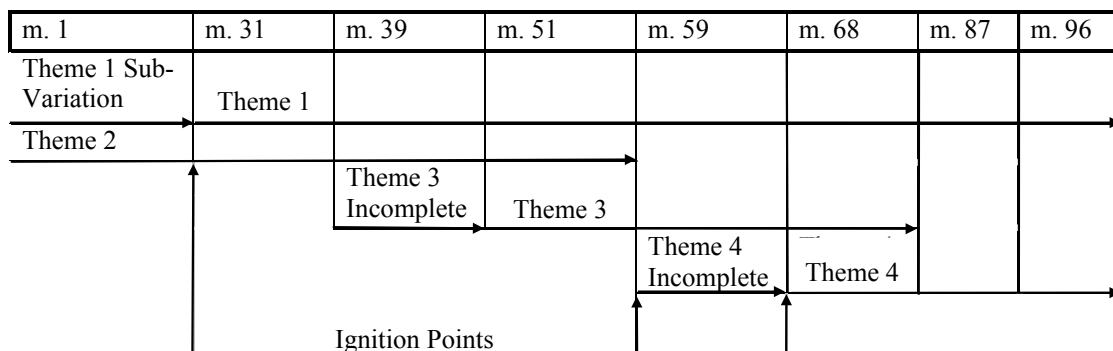 m. 1 m. 31 m. 39 m. 51 m. 59 m. 68 m. 87 m. 96
Theme 1 Sub-
Variation
Theme 1
Theme 2
Theme 3
Incomplete
Theme 3
Theme 4
Incomplete
Theme 4
Ignition Points